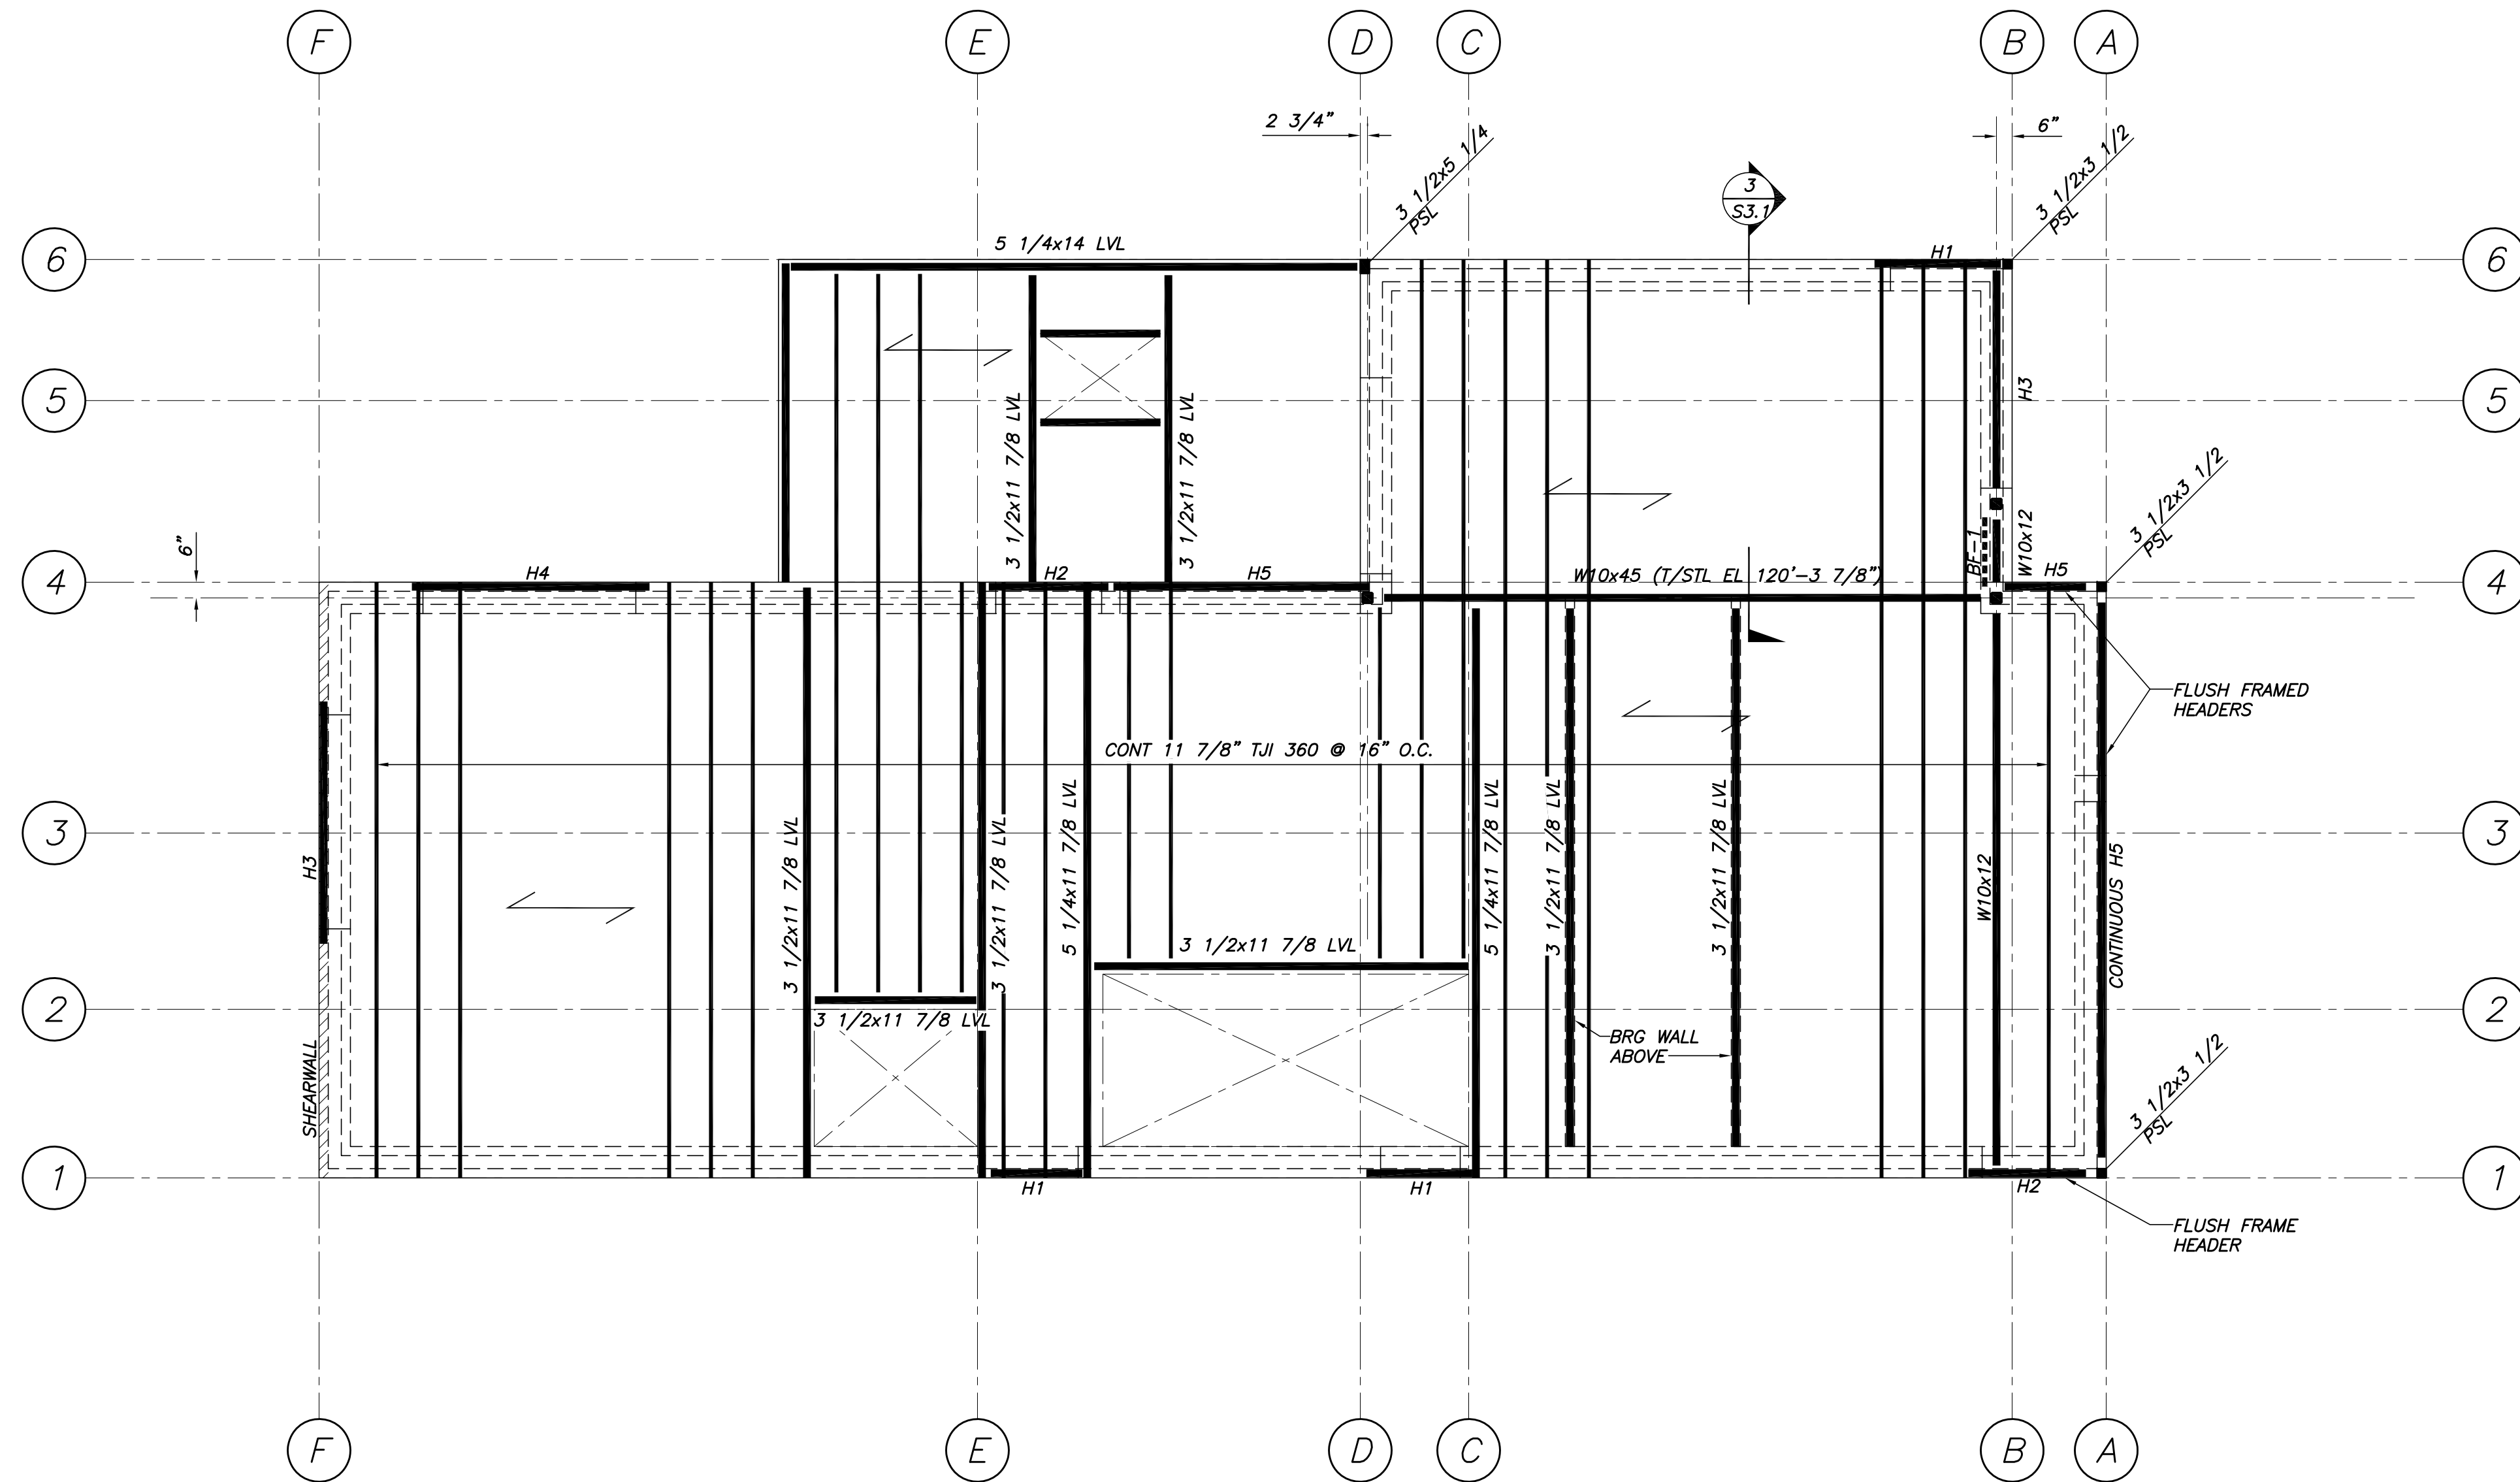 F E D C B A
2 3/4"
6"
3 1/2x5 1/4
PSL
3 1/2x3 1/2
PSL
3
S3.1
6
5 1/4x14 LVL
H1
6
5
3 1/2x11 7/8 LVL
3 1/2x11 7/8 LVL
H3
5
3 1/2x3 1/2
PSL
6"
4
H4
H2
H5
W10x45 (T/STL EL 120'-3 7/8")
BF-1
W10x12
H5
4
FLUSH FRAMED
HEADERS
CONT 11 7/8" TJI 360 @ 16" O.C.
3
H3
3 1/2x11 7/8 LVL
3 1/2x11 7/8 LVL
5 1/4x11 7/8 LVL
5 1/4x11 7/8 LVL
3 1/2x11 7/8 LVL
3 1/2x11 7/8 LVL
W10x12
CONTINUOUS H5
3
3 1/2x11 7/8 LVL
2
3 1/2x11 7/8 LVL
2
SHEARWALL
BRG WALL
ABOVE
3 1/2x3 1/2
PSL
1
H1
H1
H2
1
FLUSH FRAME
HEADER
F E D C B A